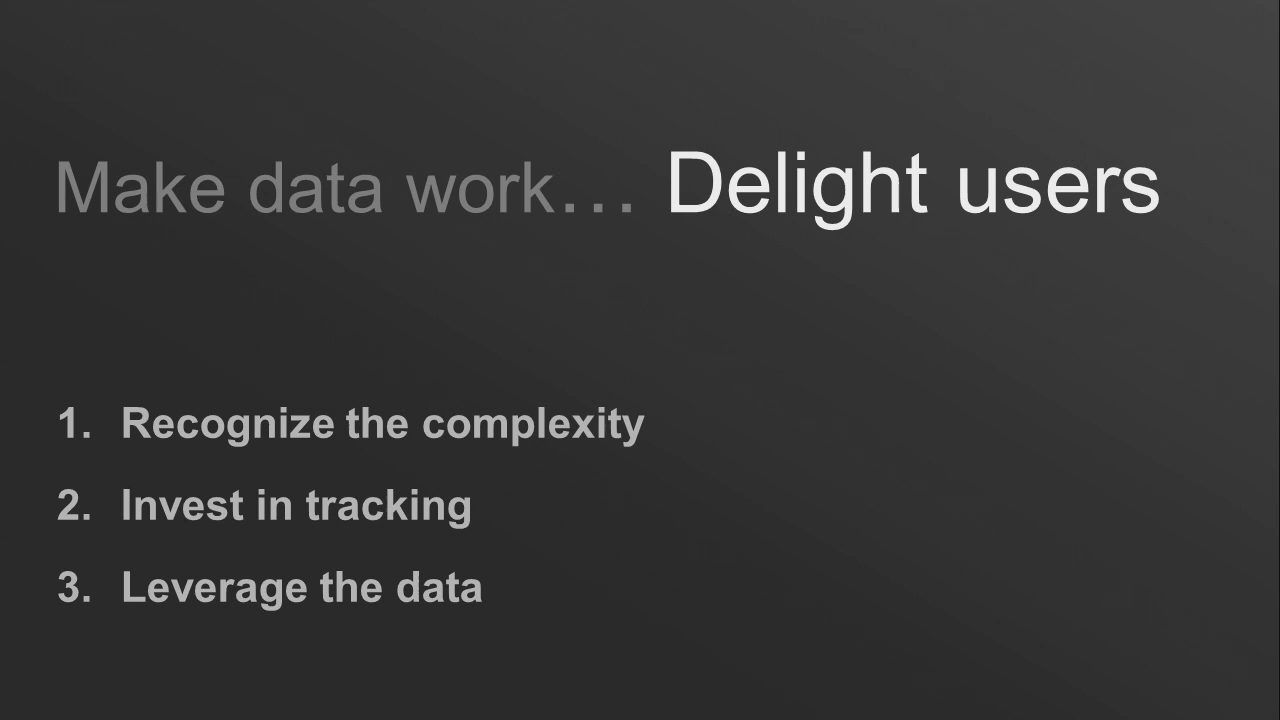 Make data work… Delight users
1. Recognize the complexity
2. Invest in tracking
3. Leverage the data